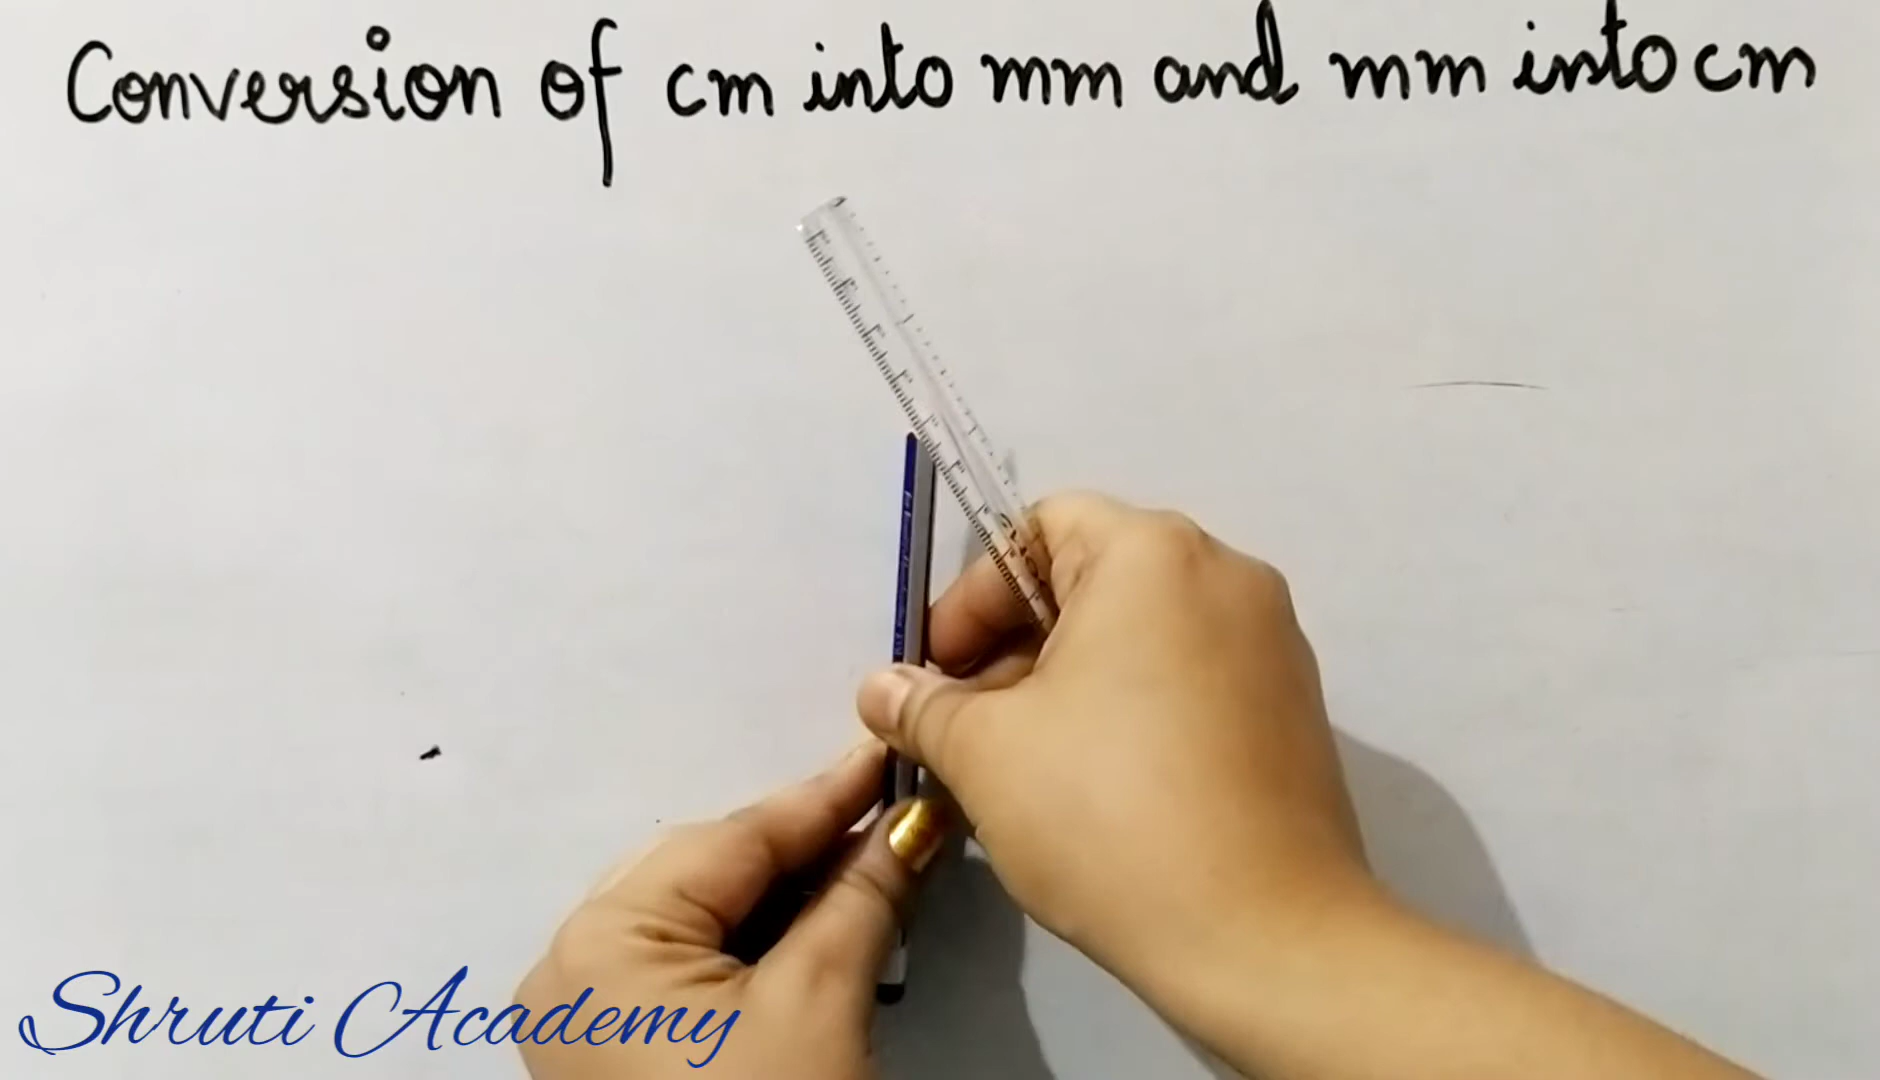 Conversion of cm into mm and mm into cm
Shruti Academy